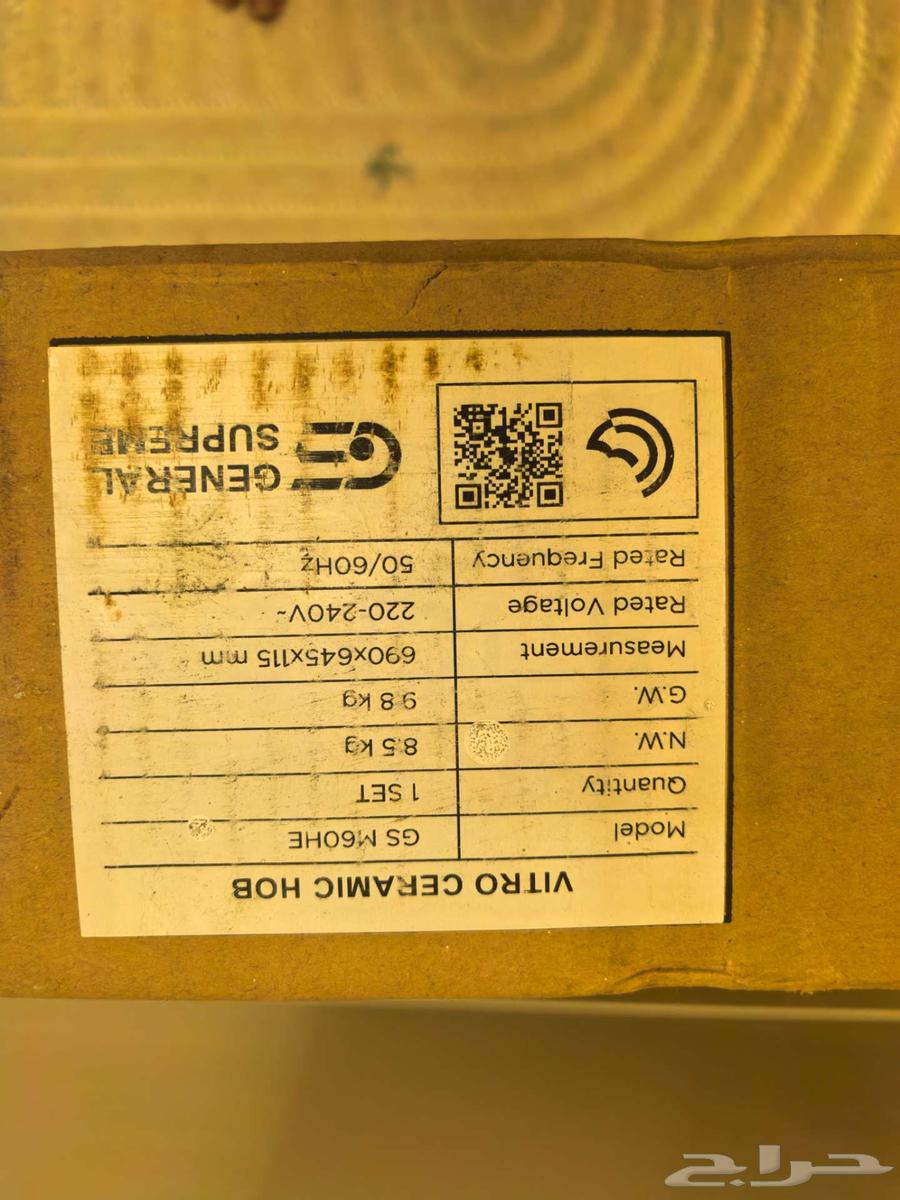 VITRO CERAMIC HOB
Model GS M60HE
Quantity 1 SET
N.W. 8.5 kg
G.W. 9.8 kg
Measurement 690x645x115 mm
Rated Voltage 220-240V~
Rated Frequency 50/60Hz
GENERAL
SUPREME
حراج